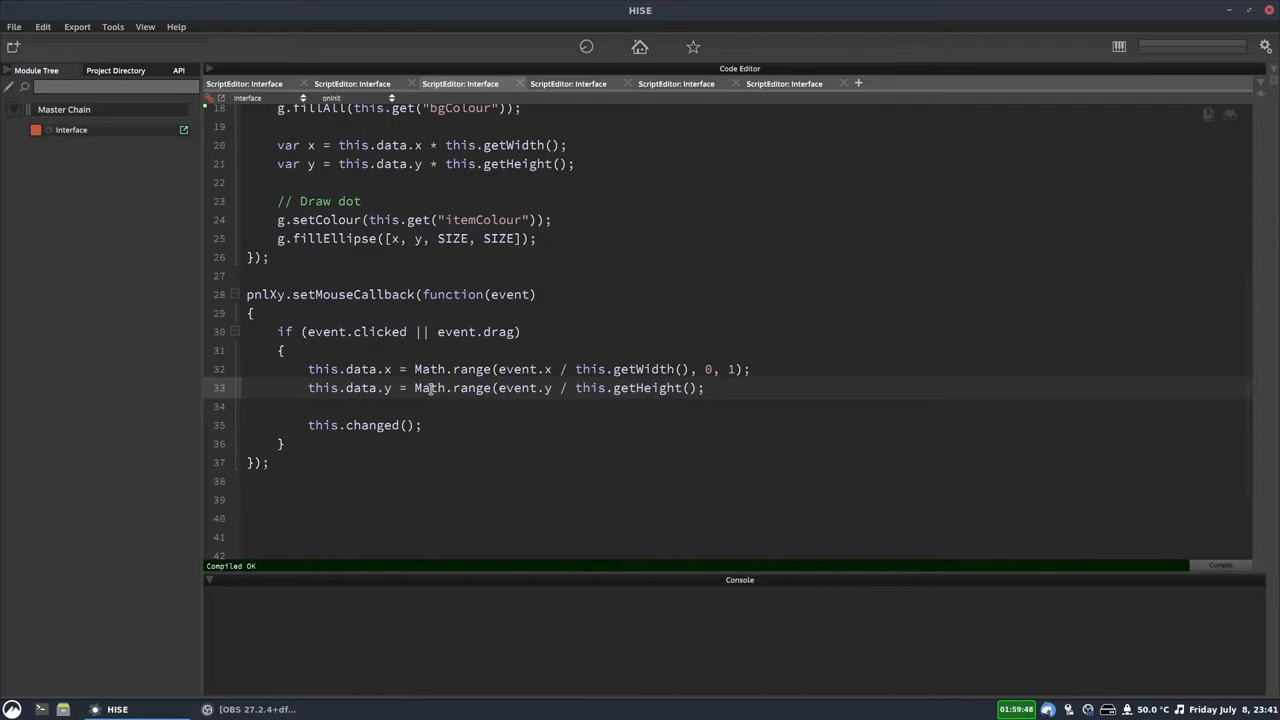 HISE
File Edit Export Tools View Help
Module Tree Project Directory API
Code Editor
Master Chain
Interface
ScriptEditor: Interface ScriptEditor: Interface ScriptEditor: Interface ScriptEditor: Interface ScriptEditor: Interface ScriptEditor: Interface
Interface onInit
18 g.fillAll(this.get("bgColour"));
19
20 var x = this.data.x * this.getWidth();
21 var y = this.data.y * this.getHeight();
22
23 // Draw dot
24 g.setColour(this.get("itemColour"));
25 g.fillEllipse([x, y, SIZE, SIZE]);
26 });
27
28 pnlXy.setMouseCallback(function(event)
29 {
30 if (event.clicked || event.drag)
31 {
32 this.data.x = Math.range(event.x / this.getWidth(), 0, 1);
33 this.data.y = Math.range(event.y / this.getHeight();
34
35 this.changed();
36 }
37 });
38
39
40
41
42
Compiled OK Compile
Console
HISE [OBS 27.2.4+df... 01:59:48 50.0 °C Friday July 8, 23:41